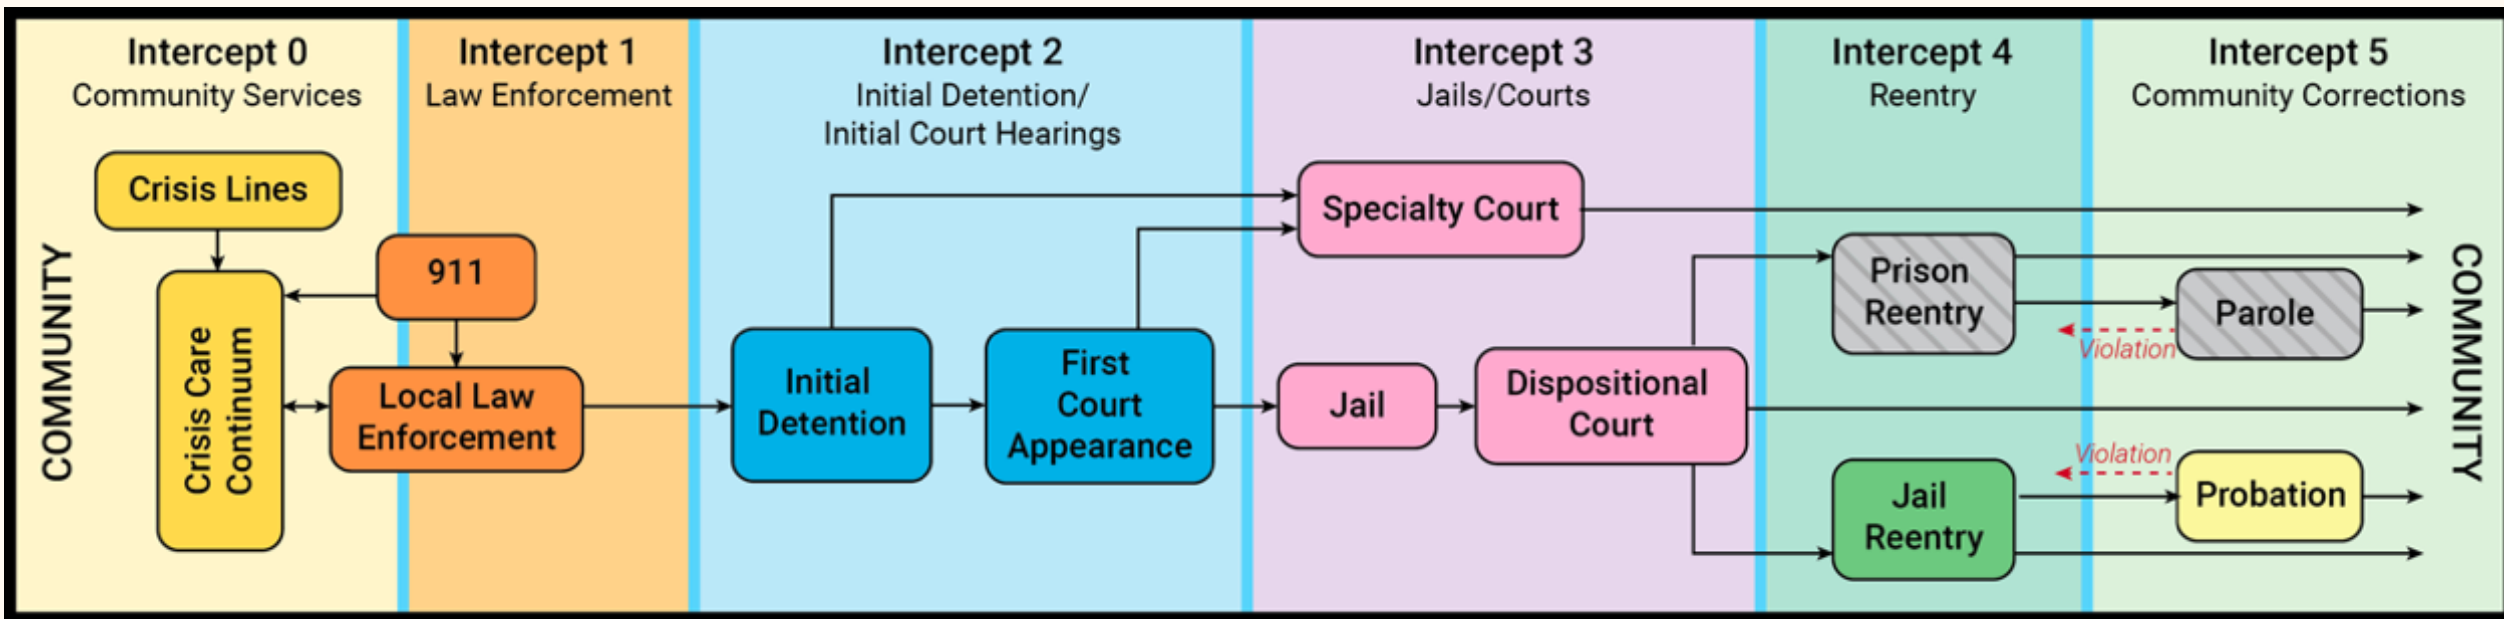 Intercept 0
Community Services
Intercept 1
Law Enforcement
Intercept 2
Initial Detention/
Initial Court Hearings
Intercept 3
Jails/Courts
Intercept 4
Reentry
Intercept 5
Community Corrections
COMMUNITY
Crisis Lines
Crisis Care
Continuum
911
Local Law
Enforcement
Initial
Detention
First
Court
Appearance
Specialty Court
Jail
Dispositional
Court
Prison
Reentry
Parole
Violation
Jail
Reentry
Violation
Probation
COMMUNITY